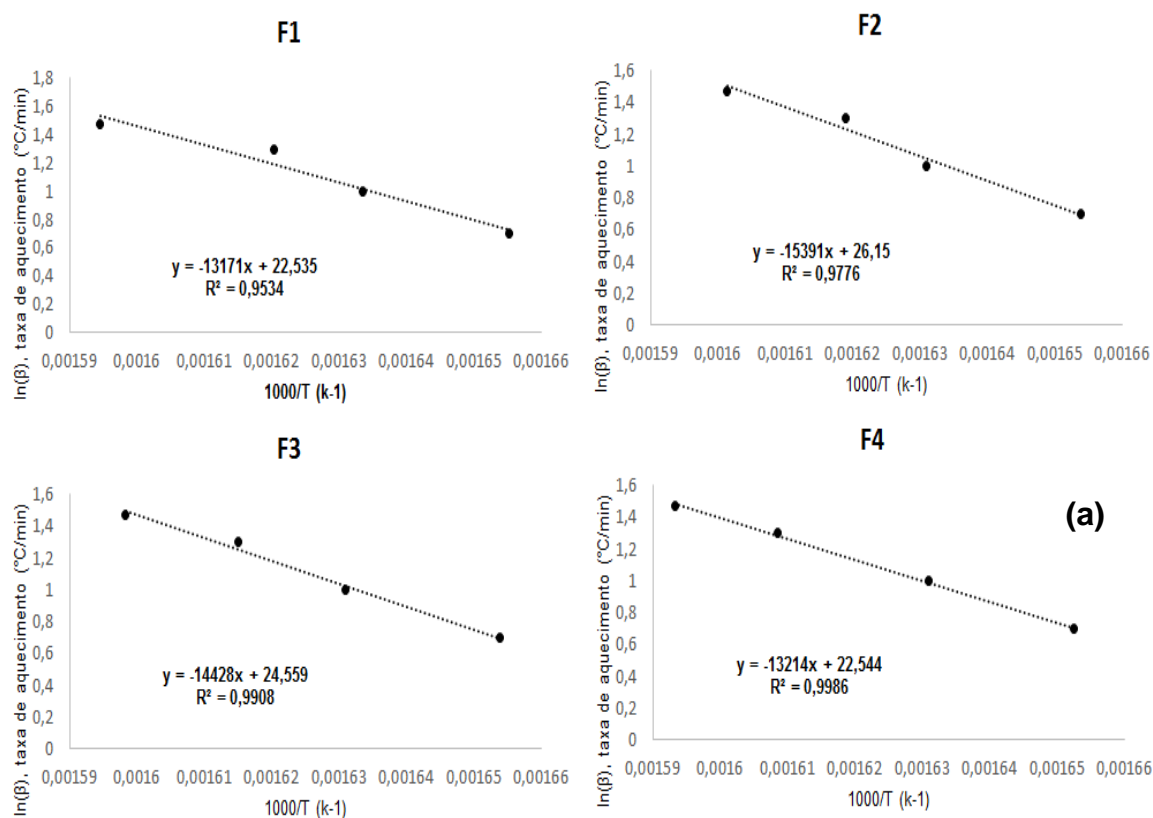 F1
ln(β), taxa de aquecimento (°C/min)
1,8
1,6
1,4
1,2
1
0,8
0,6
0,4
0,2
0
y = -13171x + 22,535
R² = 0,9534
0,00159 0,0016 0,00161 0,00162 0,00163 0,00164 0,00165 0,00166
1000/T (k-1)
F2
ln(β), taxa de aquecimento (°C/min)
1,6
1,4
1,2
1
0,8
0,6
0,4
0,2
0
y = -15391x + 26,15
R² = 0,9776
0,00159 0,0016 0,00161 0,00162 0,00163 0,00164 0,00165 0,00166
1000/T (k-1)
F3
ln(β), taxa de aquecimento (°C/min)
1,6
1,4
1,2
1
0,8
0,6
0,4
0,2
0
y = -14428x + 24,559
R² = 0,9908
0,00159 0,0016 0,00161 0,00162 0,00163 0,00164 0,00165 0,00166
1000/T (k-1)
F4
(a)
ln(β), taxa de aquecimento (°C/min)
1,6
1,4
1,2
1
0,8
0,6
0,4
0,2
0
y = -13214x + 22,544
R² = 0,9986
0,00159 0,0016 0,00161 0,00162 0,00163 0,00164 0,00165 0,00166
1000/T (k-1)